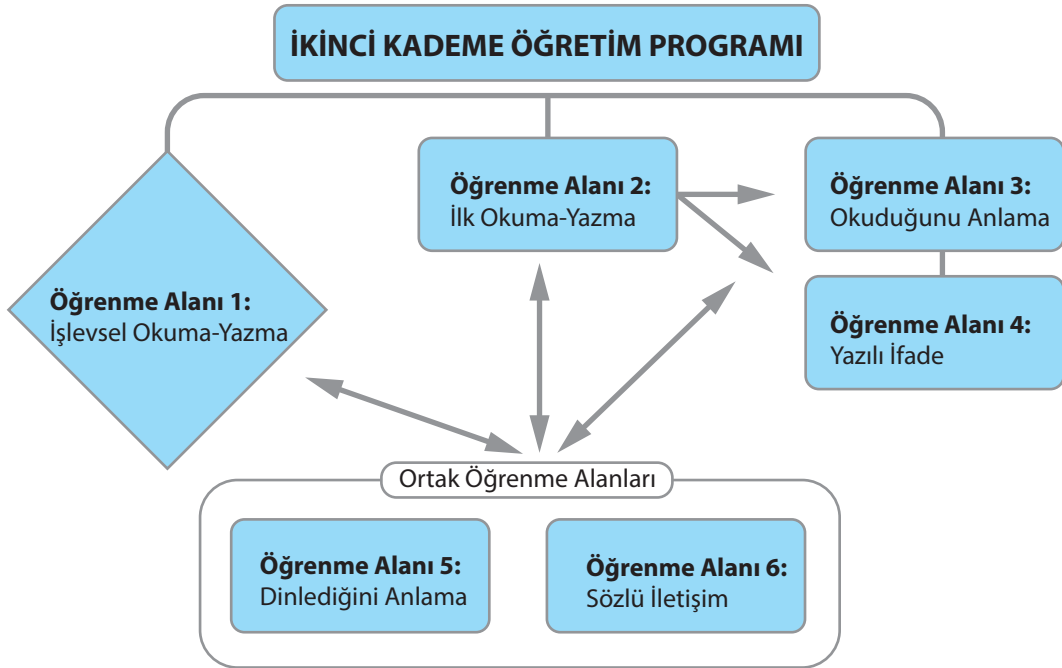 İKİNCİ KADEME ÖĞRETİM PROGRAMI
Öğrenme Alanı 1:
İşlevsel Okuma-Yazma
Öğrenme Alanı 2:
İlk Okuma-Yazma
Öğrenme Alanı 3:
Okuduğunu Anlama
Öğrenme Alanı 4:
Yazılı İfade
Ortak Öğrenme Alanları
Öğrenme Alanı 5:
Dinlediğini Anlama
Öğrenme Alanı 6:
Sözlü İletişim